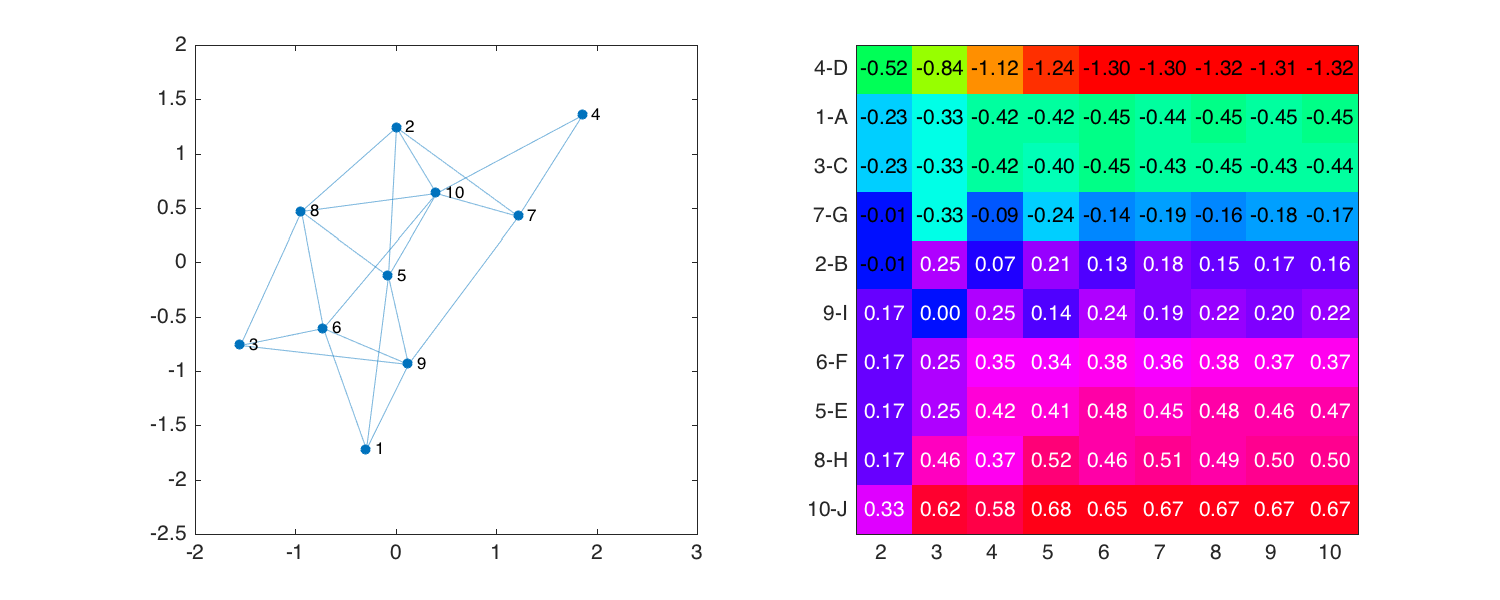 2
1.5
1
0.5
0
-0.5
-1
-1.5
-2
-2.5
-2 -1 0 1 2 3
4
2
10
8
7
5
6
3
9
1
4-D -0.52 -0.84 -1.12 -1.24 -1.30 -1.30 -1.32 -1.31 -1.32
1-A -0.23 -0.33 -0.42 -0.42 -0.45 -0.44 -0.45 -0.45 -0.45
3-C -0.23 -0.33 -0.42 -0.40 -0.45 -0.43 -0.45 -0.43 -0.44
7-G -0.01 -0.33 -0.09 -0.24 -0.14 -0.19 -0.16 -0.18 -0.17
2-B -0.01 0.25 0.07 0.21 0.13 0.18 0.15 0.17 0.16
9-I 0.17 0.00 0.25 0.14 0.24 0.19 0.22 0.20 0.22
6-F 0.17 0.25 0.35 0.34 0.38 0.36 0.38 0.37 0.37
5-E 0.17 0.25 0.42 0.41 0.48 0.45 0.48 0.46 0.47
8-H 0.17 0.46 0.37 0.52 0.46 0.51 0.49 0.50 0.50
10-J 0.33 0.62 0.58 0.68 0.65 0.67 0.67 0.67 0.67
2 3 4 5 6 7 8 9 10